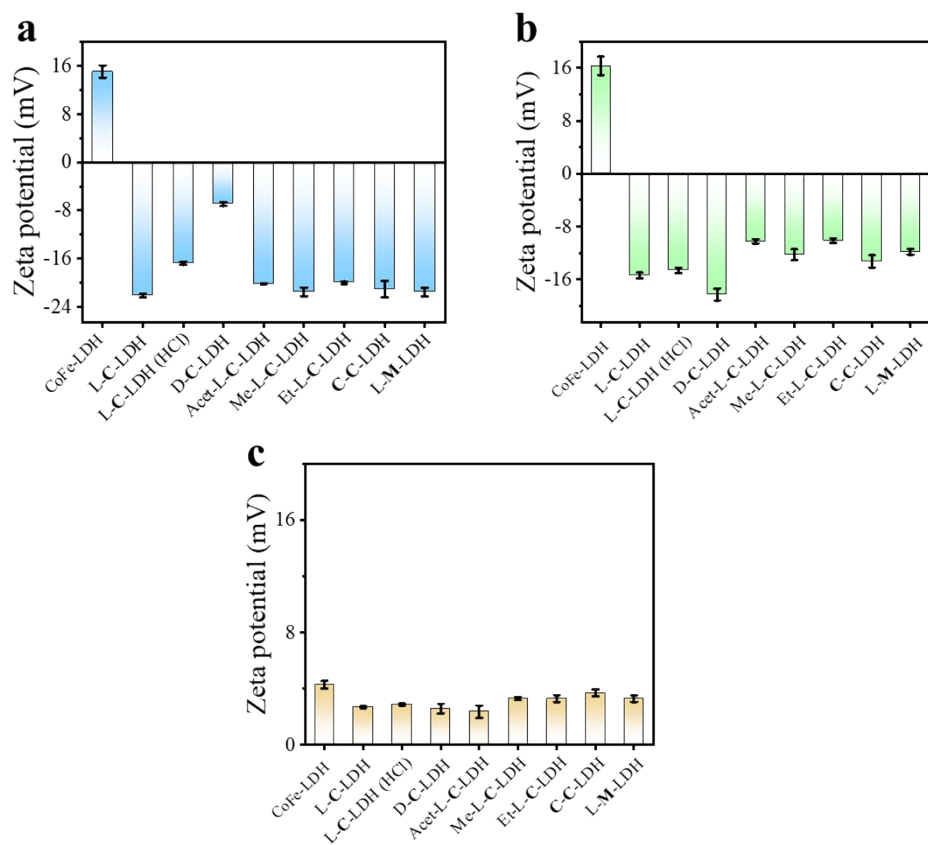 a
Zeta potential (mV)
16
8
0
-8
-16
-24
CoFe-LDH
L-C-LDH
L-C-LDH (HCl)
D-C-LDH
Acet-L-C-LDH
Me-L-C-LDH
Et-L-C-LDH
C-C-LDH
L-M-LDH
b
Zeta potential (mV)
16
8
0
-8
-16
CoFe-LDH
L-C-LDH
L-C-LDH (HCl)
D-C-LDH
Acet-L-C-LDH
Me-L-C-LDH
Et-L-C-LDH
C-C-LDH
L-M-LDH
c
Zeta potential (mV)
16
8
0
CoFe-LDH
L-C-LDH
L-C-LDH (HCl)
D-C-LDH
Acet-L-C-LDH
Me-L-C-LDH
Et-L-C-LDH
C-C-LDH
L-M-LDH